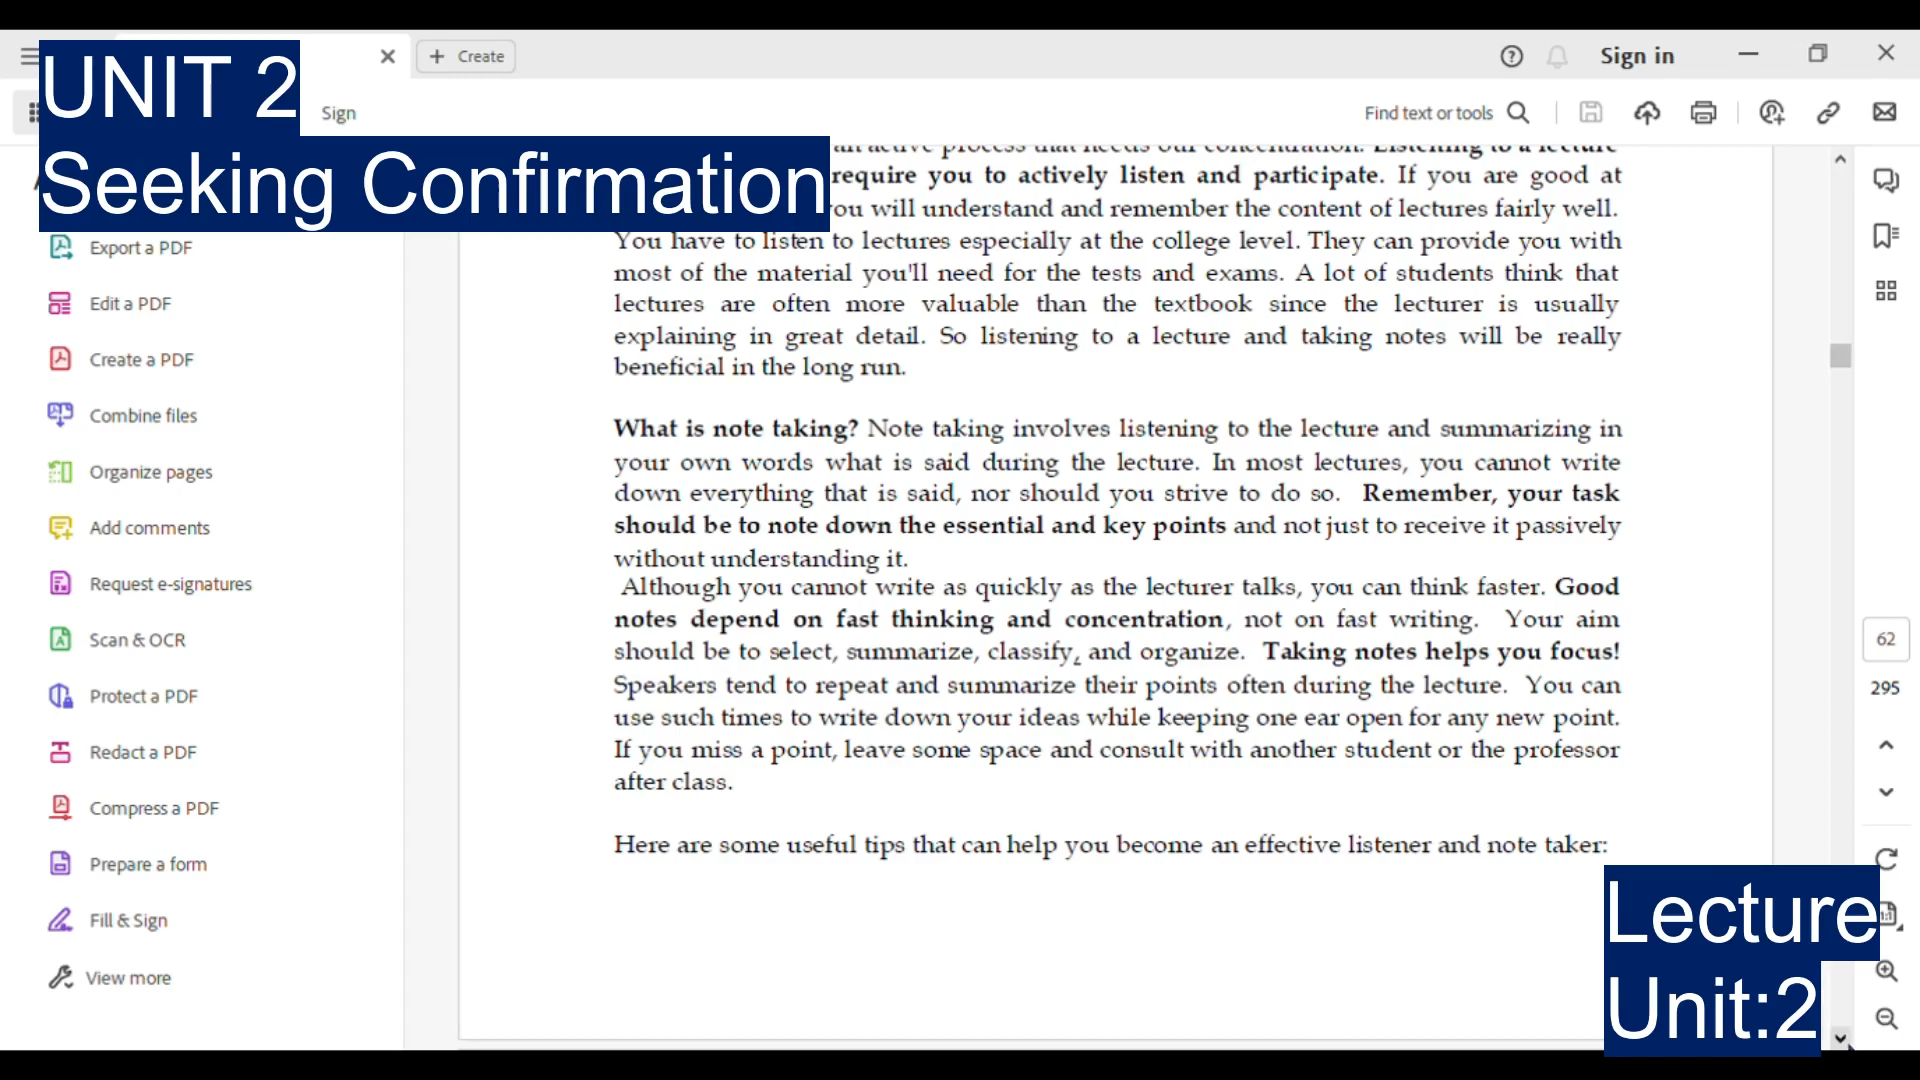 UNIT 2
Seeking Confirmation
Create
Sign in
Sign
Find text or tools
Export a PDF
Edit a PDF
Create a PDF
Combine files
Organize pages
Add comments
Request e-signatures
Scan & OCR
Protect a PDF
Redact a PDF
Compress a PDF
Prepare a form
Fill & Sign
View more
an active process that needs our concentration. Listening to a lecture
require you to actively listen and participate. If you are good at
you will understand and remember the content of lectures fairly well.
You have to listen to lectures especially at the college level. They can provide you with
most of the material you'll need for the tests and exams. A lot of students think that
lectures are often more valuable than the textbook since the lecturer is usually
explaining in great detail. So listening to a lecture and taking notes will be really
beneficial in the long run.
What is note taking? Note taking involves listening to the lecture and summarizing in
your own words what is said during the lecture. In most lectures, you cannot write
down everything that is said, nor should you strive to do so. Remember, your task
should be to note down the essential and key points and not just to receive it passively
without understanding it.
Although you cannot write as quickly as the lecturer talks, you can think faster. Good
notes depend on fast thinking and concentration, not on fast writing. Your aim
should be to select, summarize, classify, and organize. Taking notes helps you focus!
Speakers tend to repeat and summarize their points often during the lecture. You can
use such times to write down your ideas while keeping one ear open for any new point.
If you miss a point, leave some space and consult with another student or the professor
after class.
Here are some useful tips that can help you become an effective listener and note taker:
62
295
Lecture
Unit:2